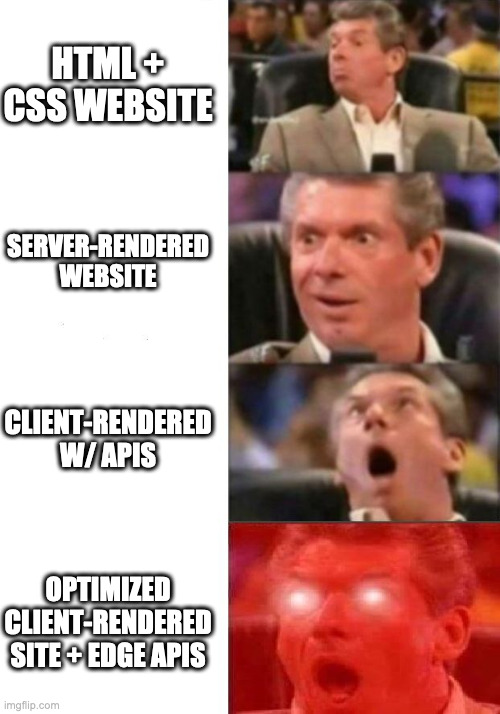 HTML +
CSS WEBSITE
SERVER-RENDERED
WEBSITE
CLIENT-RENDERED
W/ APIS
OPTIMIZED
CLIENT-RENDERED
SITE + EDGE APIS
imgflip.com